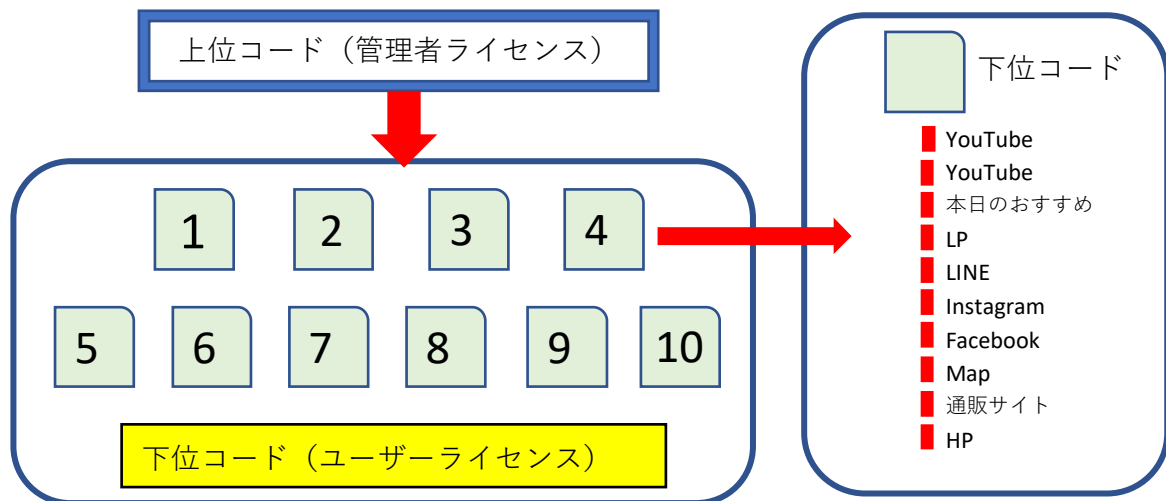 上位コード（管理者ライセンス）
1 2 3 4
5 6 7 8 9 10
下位コード（ユーザーライセンス）
下位コード
YouTube
YouTube
本日のおすすめ
LP
LINE
Instagram
Facebook
Map
通販サイト
HP